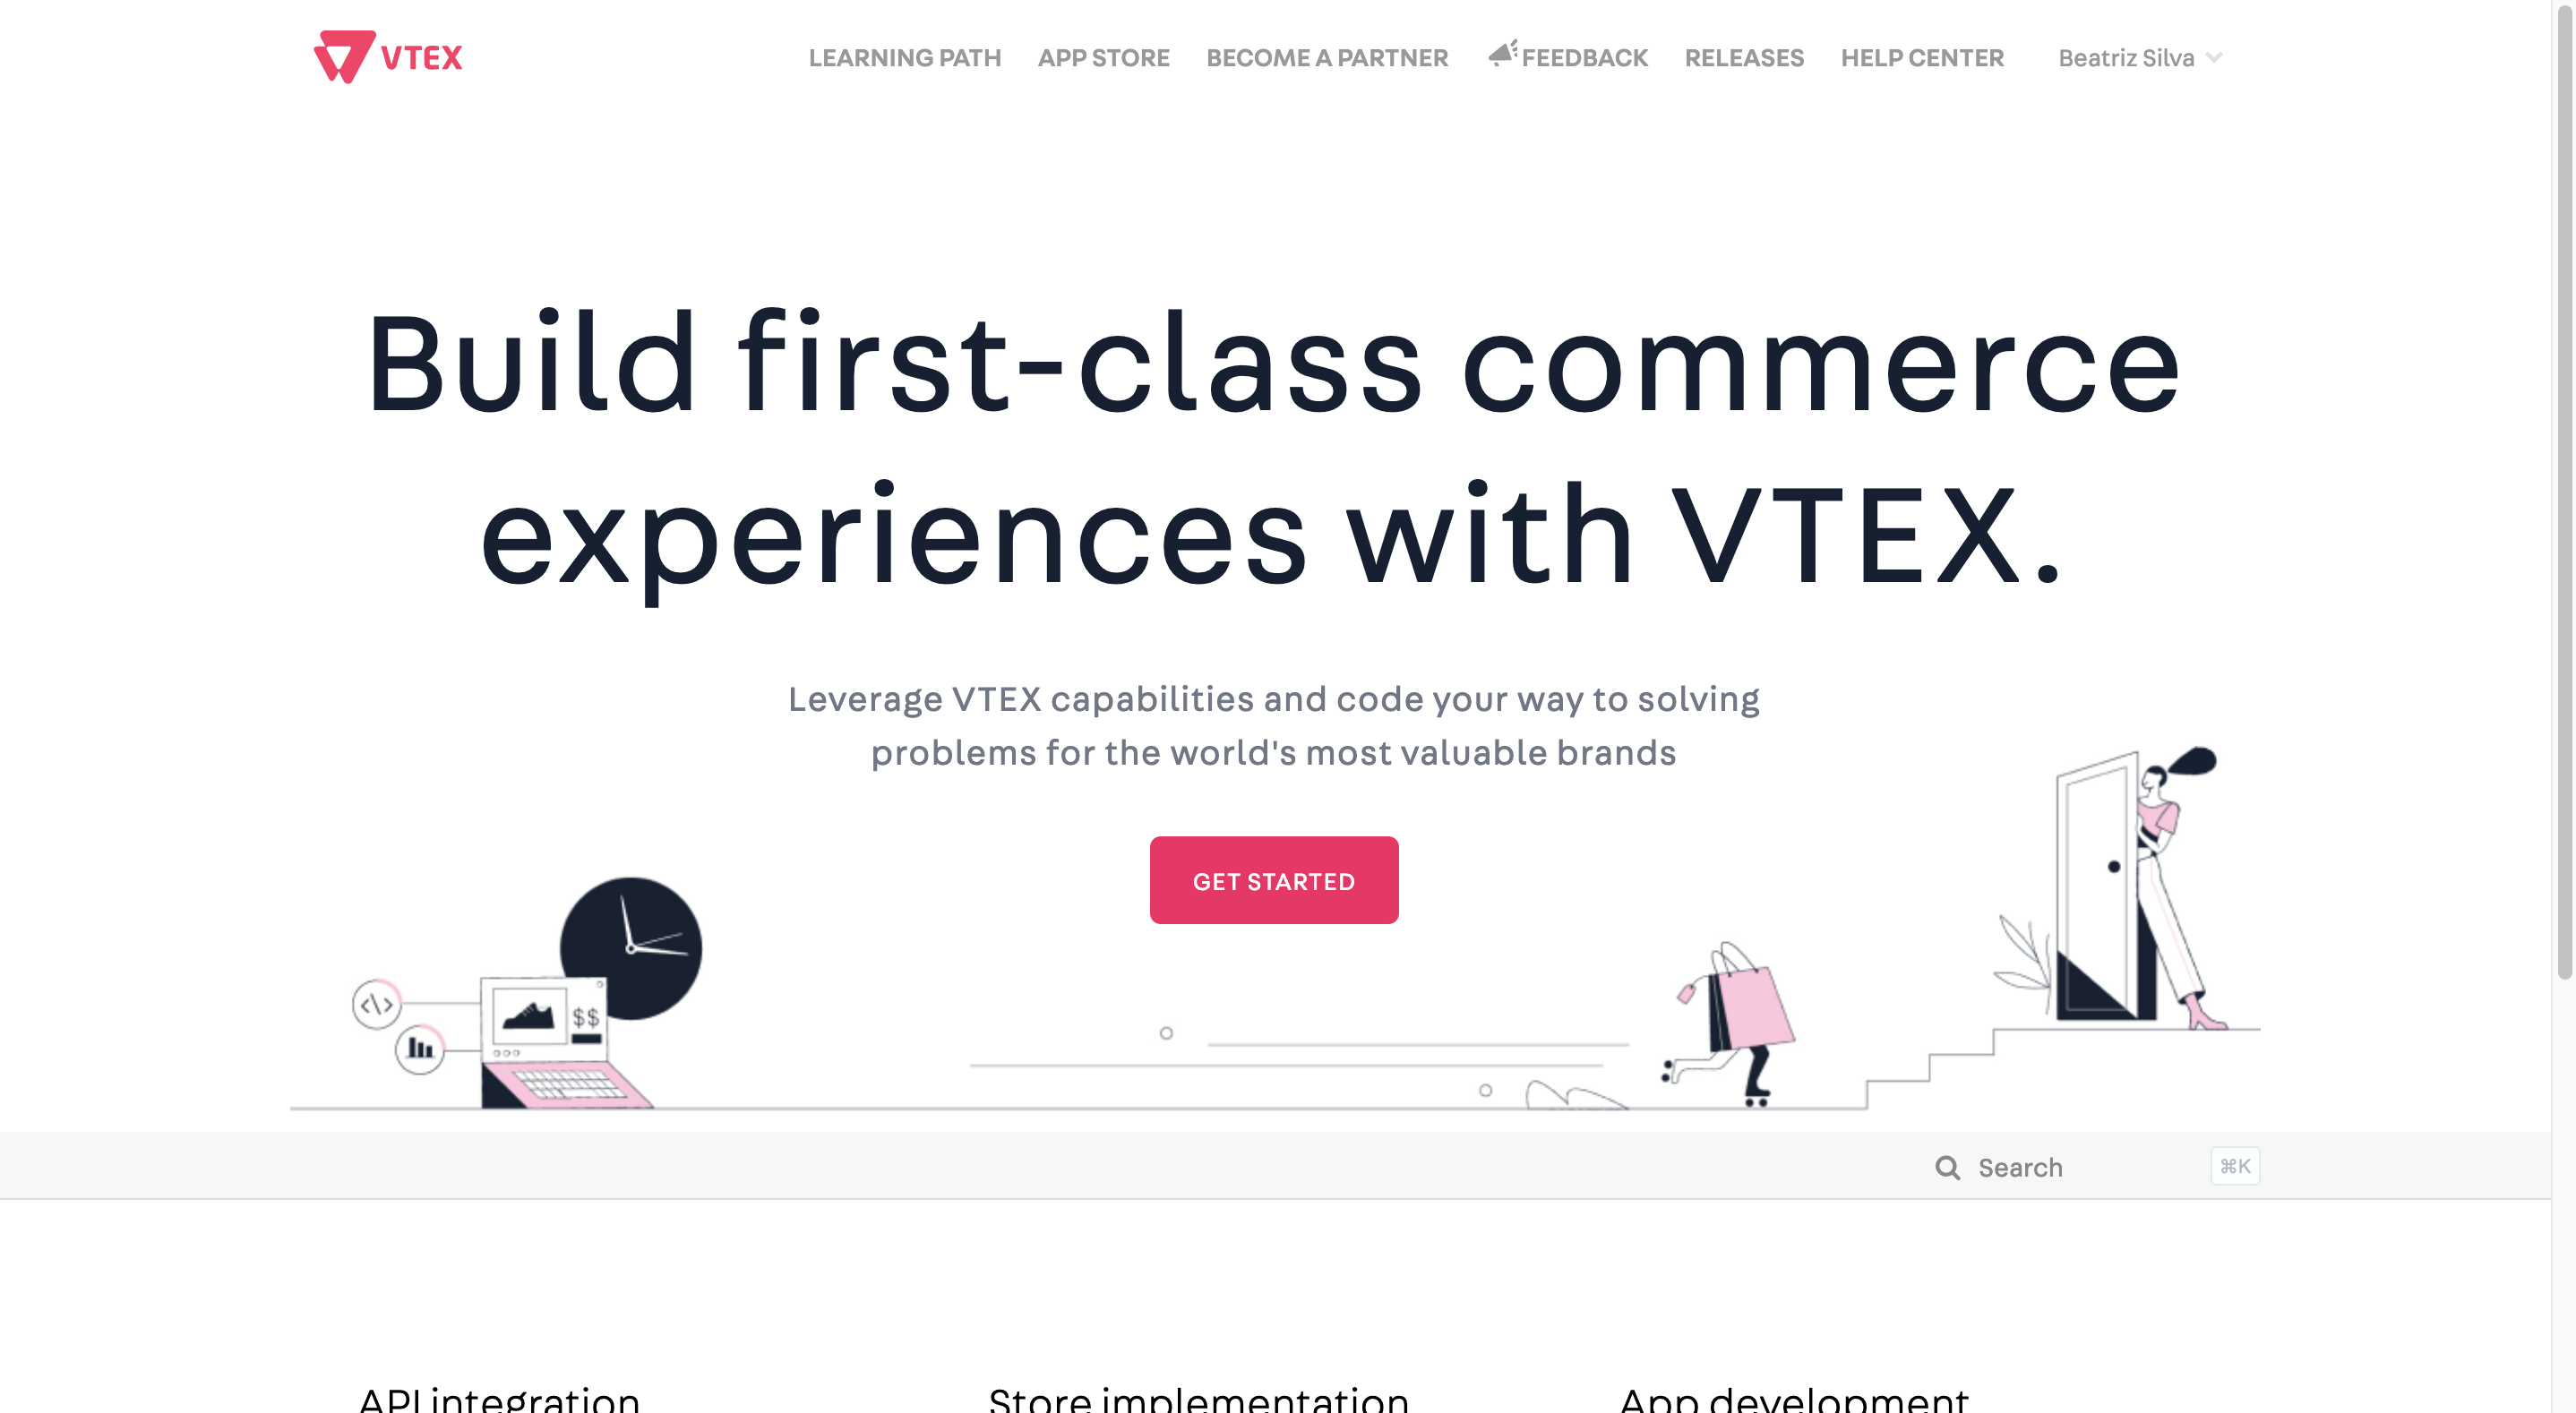 VTEX
LEARNING PATH APP STORE BECOME A PARTNER FEEDBACK RELEASES HELP CENTER Beatriz Silva
Build first-class commerce
experiences with VTEX.
Leverage VTEX capabilities and code your way to solving
problems for the world's most valuable brands
GET STARTED
</>
$$
Search ⌘K
API integration Store implementation App development